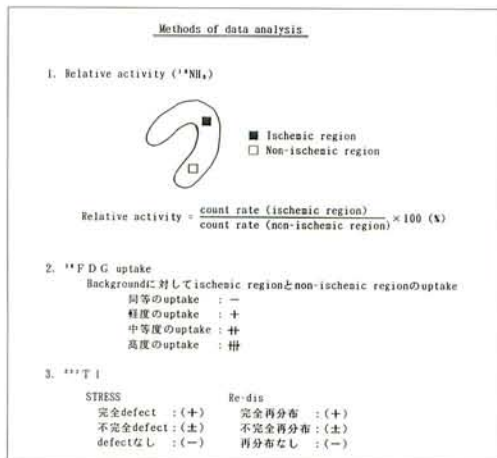 Methods of data analysis
1. Relative activity (¹³NH₃)
■ Ischemic region
□ Non-ischemic region
Relative activity = count rate (ischemic region) / count rate (non-ischemic region) × 100 (%)
2. ¹⁸FDG uptake
Backgroundに対してischemic regionとnon-ischemic regionのuptake
同等のuptake : −
軽度のuptake : +
中等度のuptake : ++
高度のuptake : +++
3. ²⁰¹Tl
STRESS Re-dis
完全defect : (+) 完全再分布 : (+)
不完全defect : (±) 不完全再分布 : (±)
defectなし : (−) 再分布なし : (−)